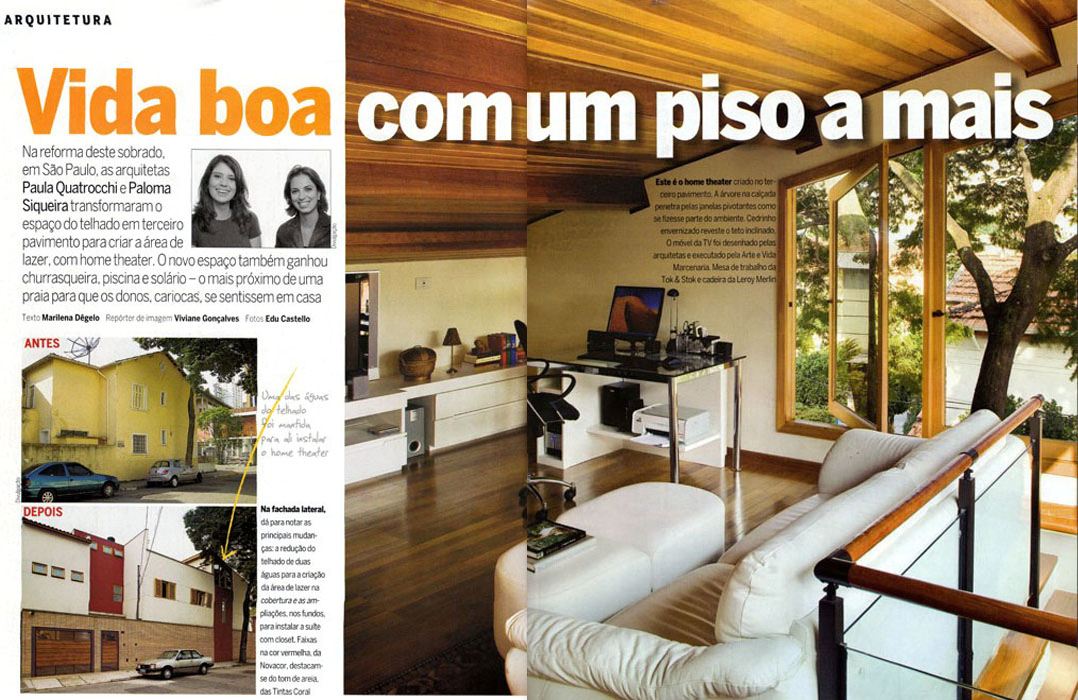 ARQUITETURA
Vida boa com um piso a mais
Na reforma deste sobrado,
em São Paulo, as arquitetas
Paula Quatrocchi e Paloma
Siqueira transformaram o
espaço do telhado em terceiro
pavimento para criar a área de
lazer, com home theater. O novo espaço também ganhou
churrasqueira, piscina e solário – o mais próximo de uma
praia para que os donos, cariocas, se sentissem em casa
Texto Marilena Dêgelo Repórter de imagem Viviane Gonçalves Fotos Edu Castello
Divulgação
Este é o home theater criado no ter-
ceiro pavimento. A árvore na calçada
penetra pelas janelas pivotantes como
se fizesse parte do ambiente. Cedrinho
envernizado reveste o teto inclinado.
O móvel da TV foi desenhado pelas
arquitetas e executado pela Arte e Vida
Marcenaria. Mesa de trabalho da
Tok & Stok e cadeira da Leroy Merlin
ANTES
Divulgação
Uma das águas
do telhado
foi mantida
para ali instalar
o home theater
DEPOIS
Na fachada lateral,
dá para notar as
principais mudan-
ças: a redução do
telhado de duas
águas para a criação
da área de lazer na
cobertura e as am-
pliações, nos fundos,
para instalar a suíte
com closet. Faixas
na cor vermelha, da
Novacor, destacam-
se do tom de areia,
das Tintas Coral